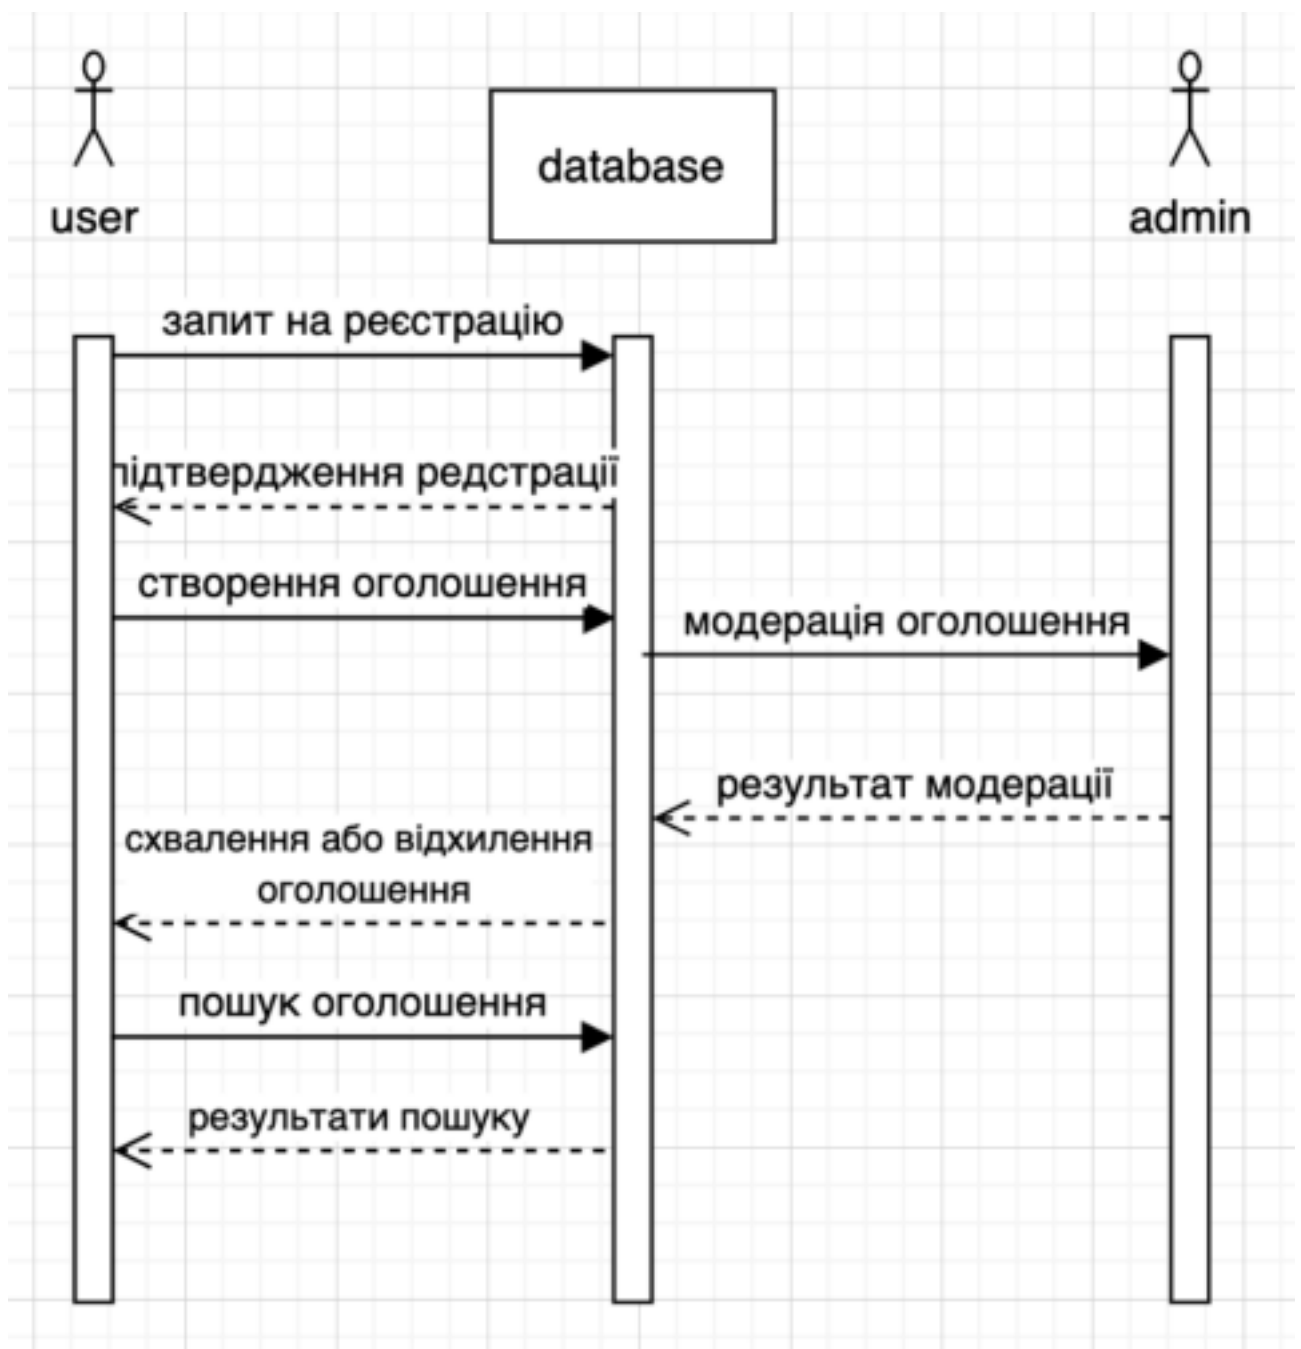 user
database
admin
запит на реєстрацію
підтвердження редстрації
створення оголошення
модерація оголошення
результат модерації
схвалення або відхилення
оголошення
пошук оголошення
результати пошуку